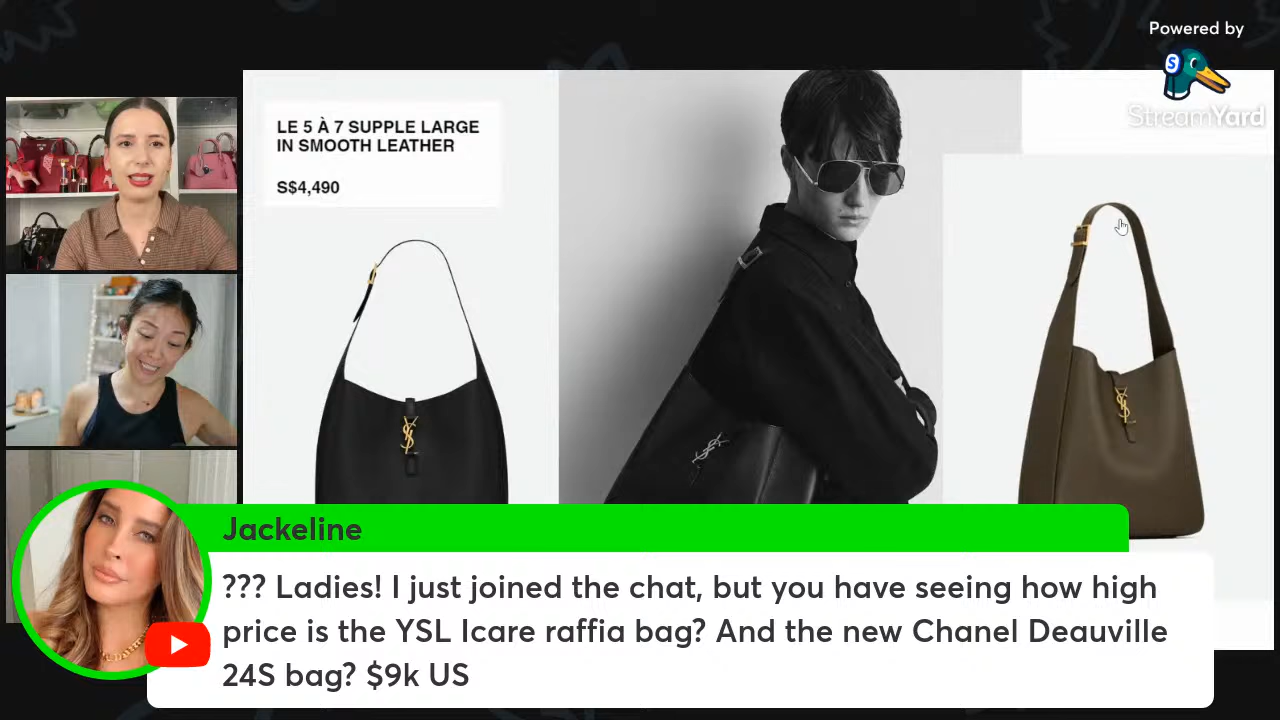 Powered by
StreamYard
LE 5 À 7 SUPPLE LARGE
IN SMOOTH LEATHER
S$4,490
Jackeline
??? Ladies! I just joined the chat, but you have seeing how high
price is the YSL Icare raffia bag? And the new Chanel Deauville
24S bag? $9k US